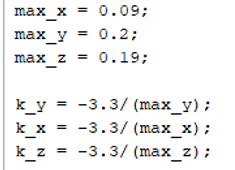 max_x = 0.09;
max_y = 0.2;
max_z = 0.19;
k_y = -3.3/(max_y);
k_x = -3.3/(max_x);
k_z = -3.3/(max_z);